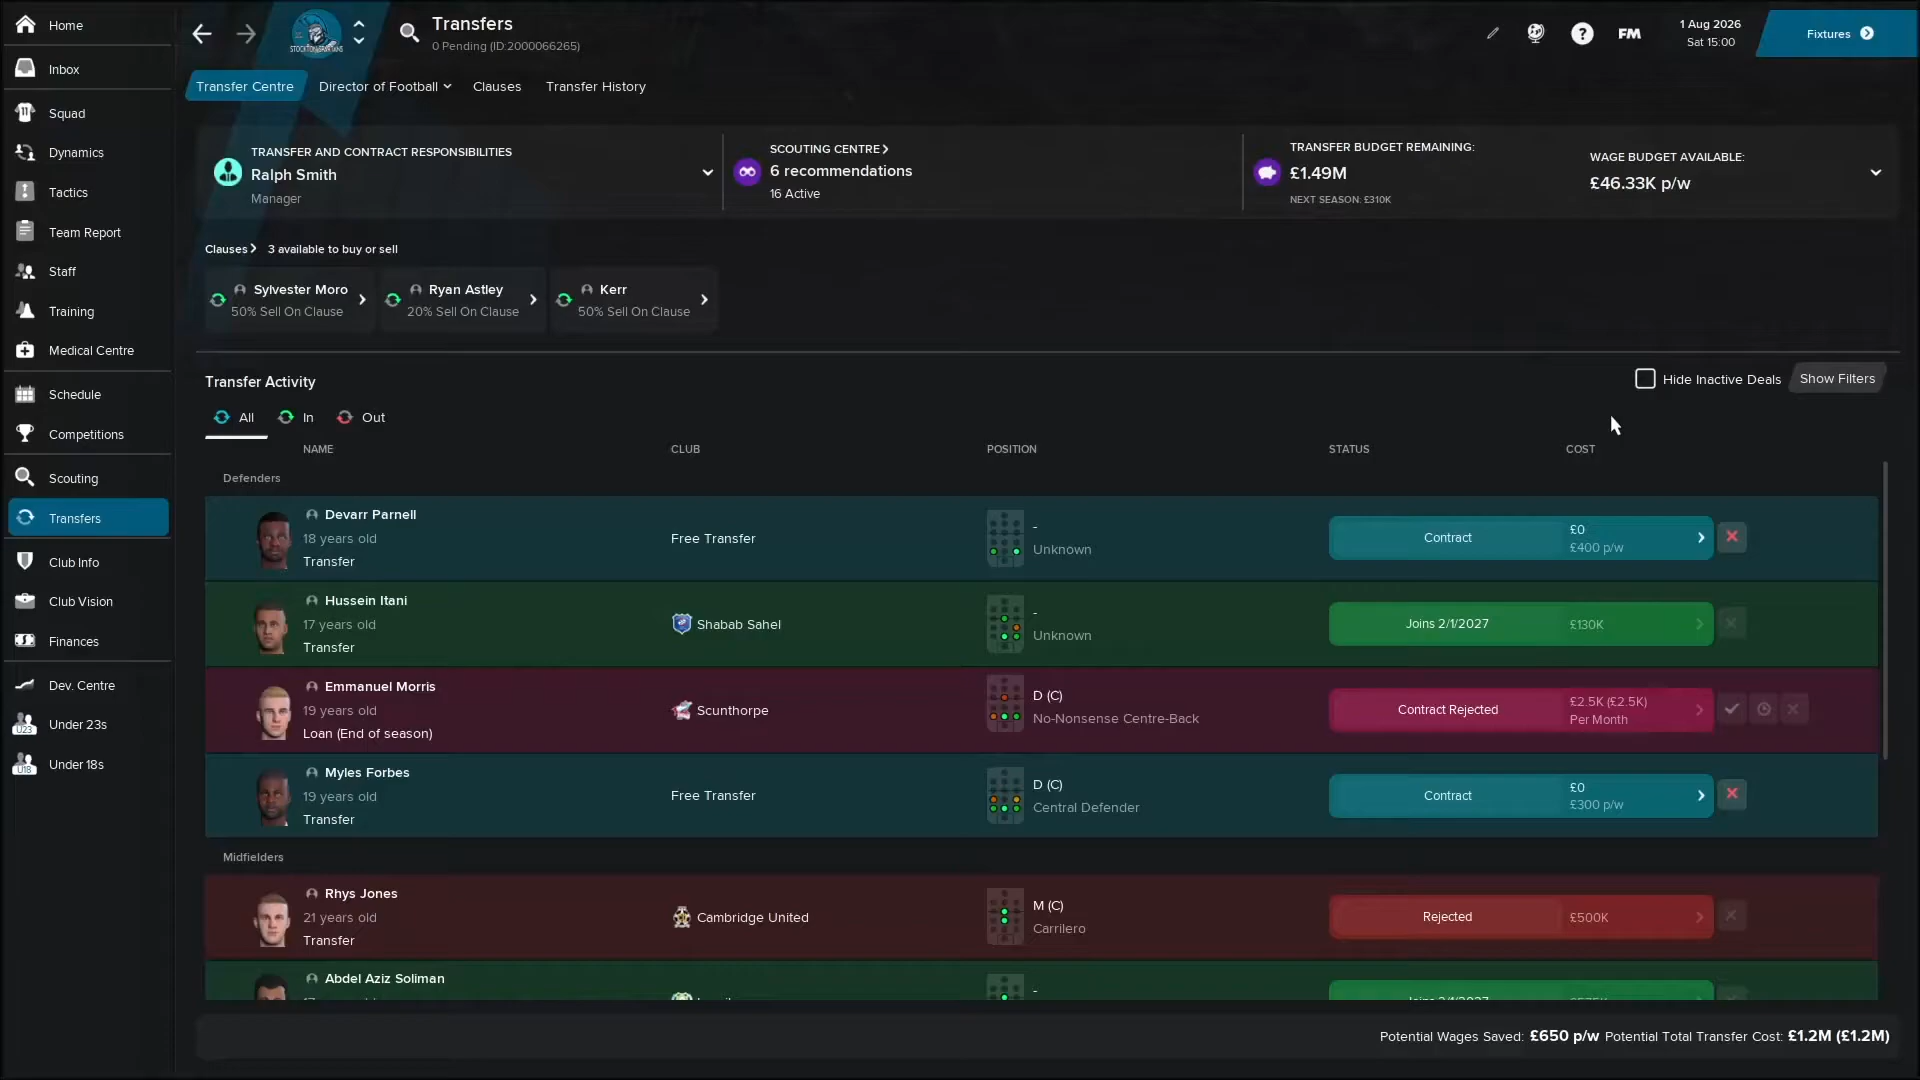 Home
Inbox
Squad
Dynamics
Tactics
Team Report
Staff
Training
Medical Centre
Schedule
Competitions
Scouting
Transfers
Club Info
Club Vision
Finances
Dev. Centre
U23
Under 23s
U18
Under 18s
Transfers
0 Pending (ID:2000066265)
FM
1 Aug 2026
Sat 15:00
Fixtures
Transfer Centre
Director of Football
Clauses
Transfer History
TRANSFER AND CONTRACT RESPONSIBILITIES
Ralph Smith
Manager
SCOUTING CENTRE
6 recommendations
16 Active
TRANSFER BUDGET REMAINING:
£1.49M
NEXT SEASON: £310K
WAGE BUDGET AVAILABLE:
£46.33K p/w
Clauses 3 available to buy or sell
Sylvester Moro
50% Sell On Clause
Ryan Astley
20% Sell On Clause
Kerr
50% Sell On Clause
Transfer Activity
Hide Inactive Deals
Show Filters
All In Out
NAME CLUB POSITION STATUS COST
Defenders
Devarr Parnell
18 years old
Transfer
Free Transfer
-
Unknown
Contract
£0
£400 p/w
Hussein Itani
17 years old
Transfer
Shabab Sahel
-
Unknown
Joins 2/1/2027
£130K
Emmanuel Morris
19 years old
Loan (End of season)
Scunthorpe
D (C)
No-Nonsense Centre-Back
Contract Rejected
£2.5K (£2.5K)
Per Month
Myles Forbes
19 years old
Transfer
Free Transfer
D (C)
Central Defender
Contract
£0
£300 p/w
Midfielders
Rhys Jones
21 years old
Transfer
Cambridge United
M (C)
Carrilero
Rejected
£500K
Abdel Aziz Soliman
-
Potential Wages Saved: £650 p/w Potential Total Transfer Cost: £1.2M (£1.2M)